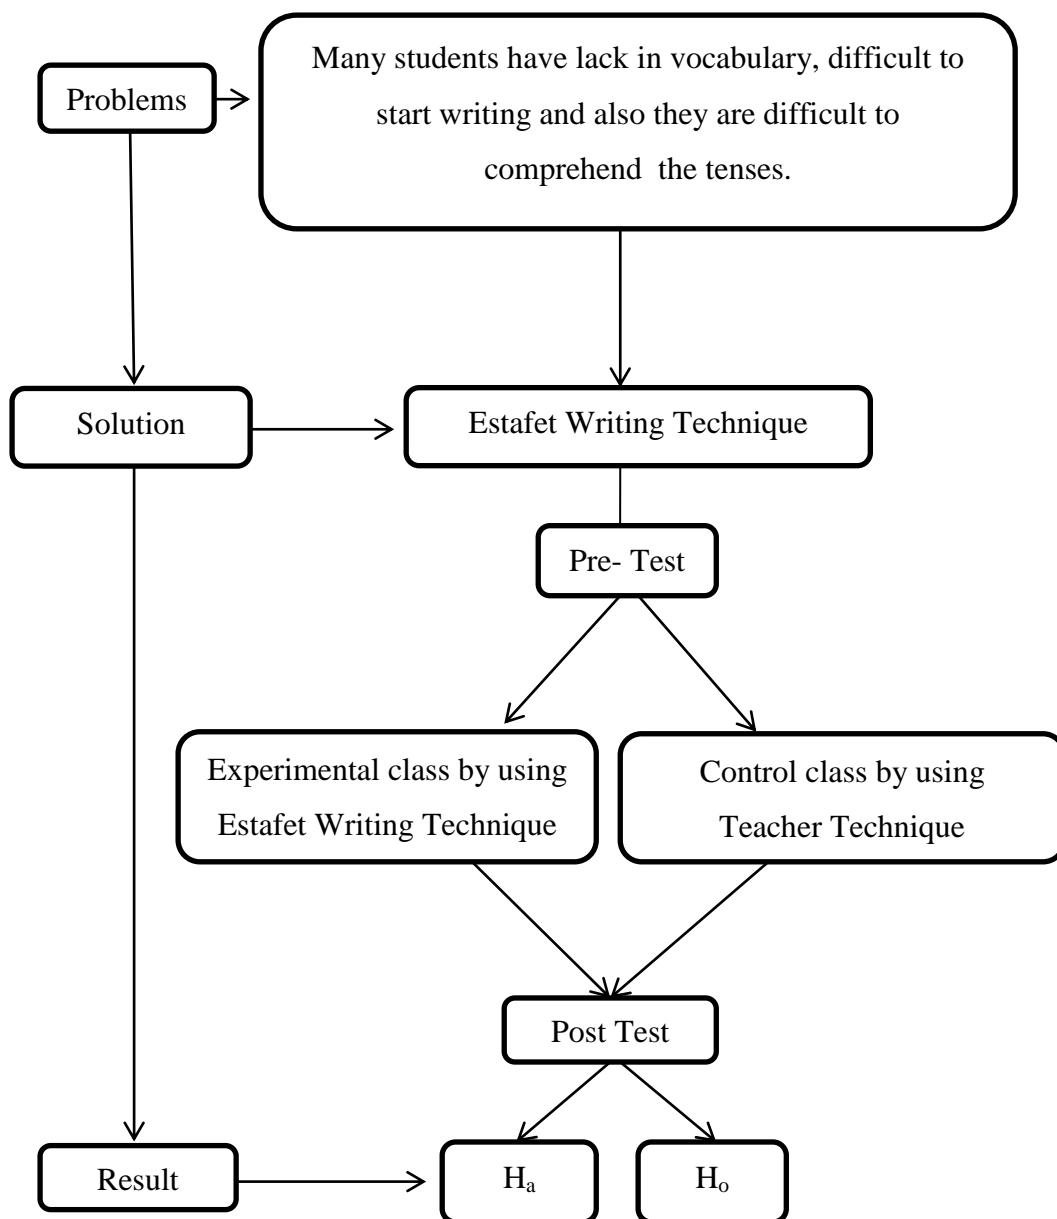 Problems
Many students have lack in vocabulary, difficult to
start writing and also they are difficult to
comprehend  the tenses.
Solution
Estafet Writing Technique
Pre- Test
Experimental class by using
Estafet Writing Technique
Control class by using
Teacher Technique
Post Test
Result
Hₐ
Hₒ